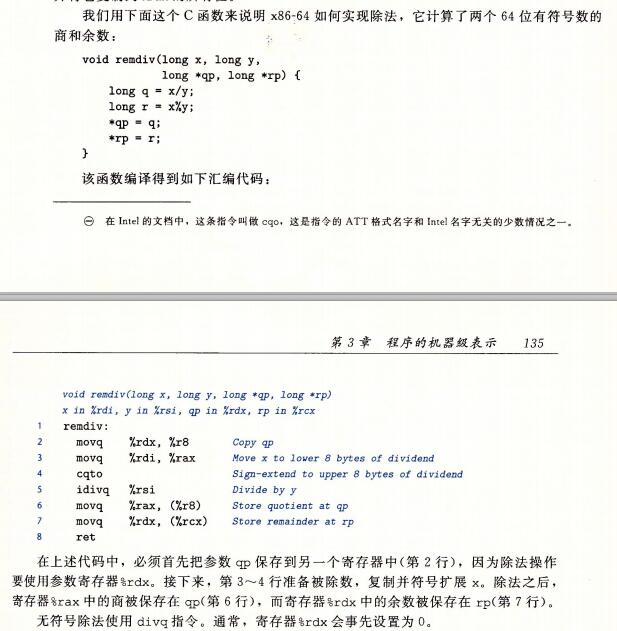 我们用下面这个 C 函数来说明 x86-64 如何实现除法，它计算了两个 64 位有符号数的
商和余数：
void remdiv(long x, long y,
long *qp, long *rp) {
long q = x/y;
long r = x%y;
*qp = q;
*rp = r;
}
该函数编译得到如下汇编代码：
㊀ 在 Intel 的文档中，这条指令叫做 cqo，这是指令的 ATT 格式名字和 Intel 名字无关的少数情况之一。
第 3 章 程序的机器级表示 135
void remdiv(long x, long y, long *qp, long *rp)
x in %rdi, y in %rsi, qp in %rdx, rp in %rcx
1 remdiv:
2 movq %rdx, %r8 Copy qp
3 movq %rdi, %rax Move x to lower 8 bytes of dividend
4 cqto Sign-extend to upper 8 bytes of dividend
5 idivq %rsi Divide by y
6 movq %rax, (%r8) Store quotient at qp
7 movq %rdx, (%rcx) Store remainder at rp
8 ret
在上述代码中，必须首先把参数 qp 保存到另一个寄存器中(第 2 行)，因为除法操作
要使用参数寄存器%rdx。接下来，第 3～4 行准备被除数，复制并符号扩展 x。除法之后，
寄存器%rax 中的商被保存在 qp(第 6 行)，而寄存器%rdx 中的余数被保存在 rp(第 7 行)。
无符号除法使用 divq 指令。通常，寄存器%rdx 会事先设置为 0。